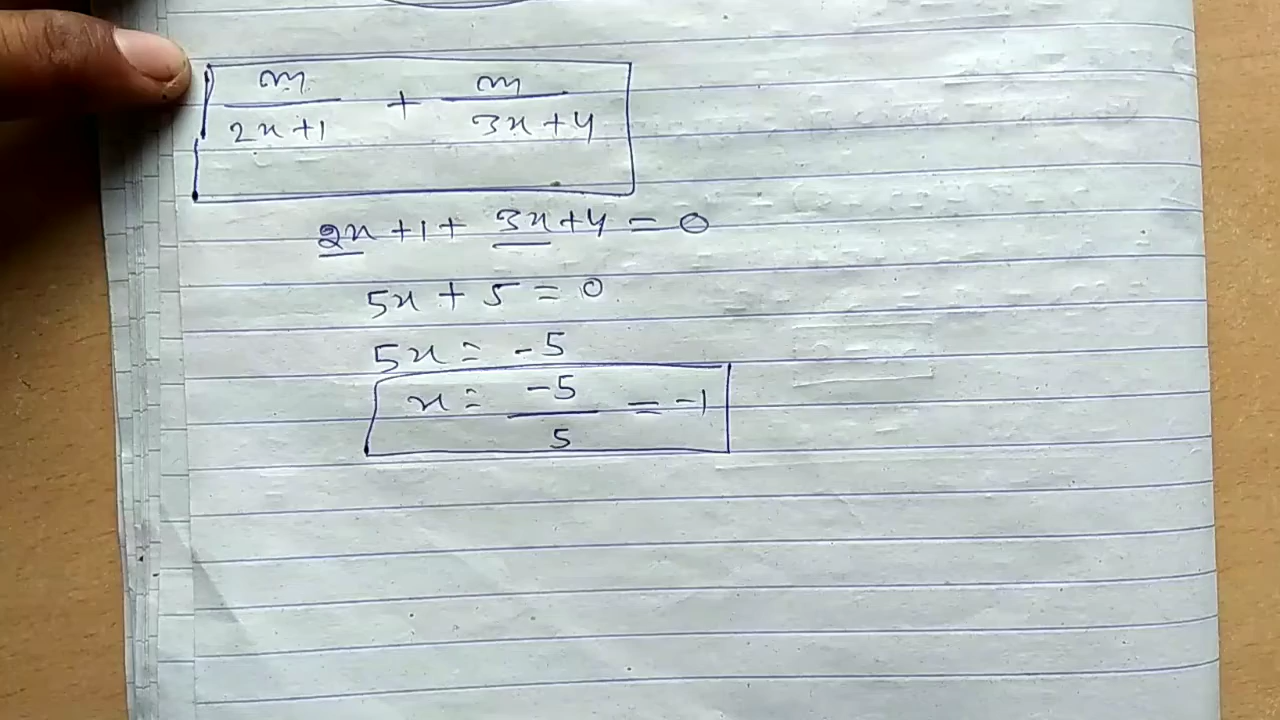 m/2x+1 + m/3x+4
2x+1+3x+4=0
5x+5=0
5x=-5
x=-5/5=-1